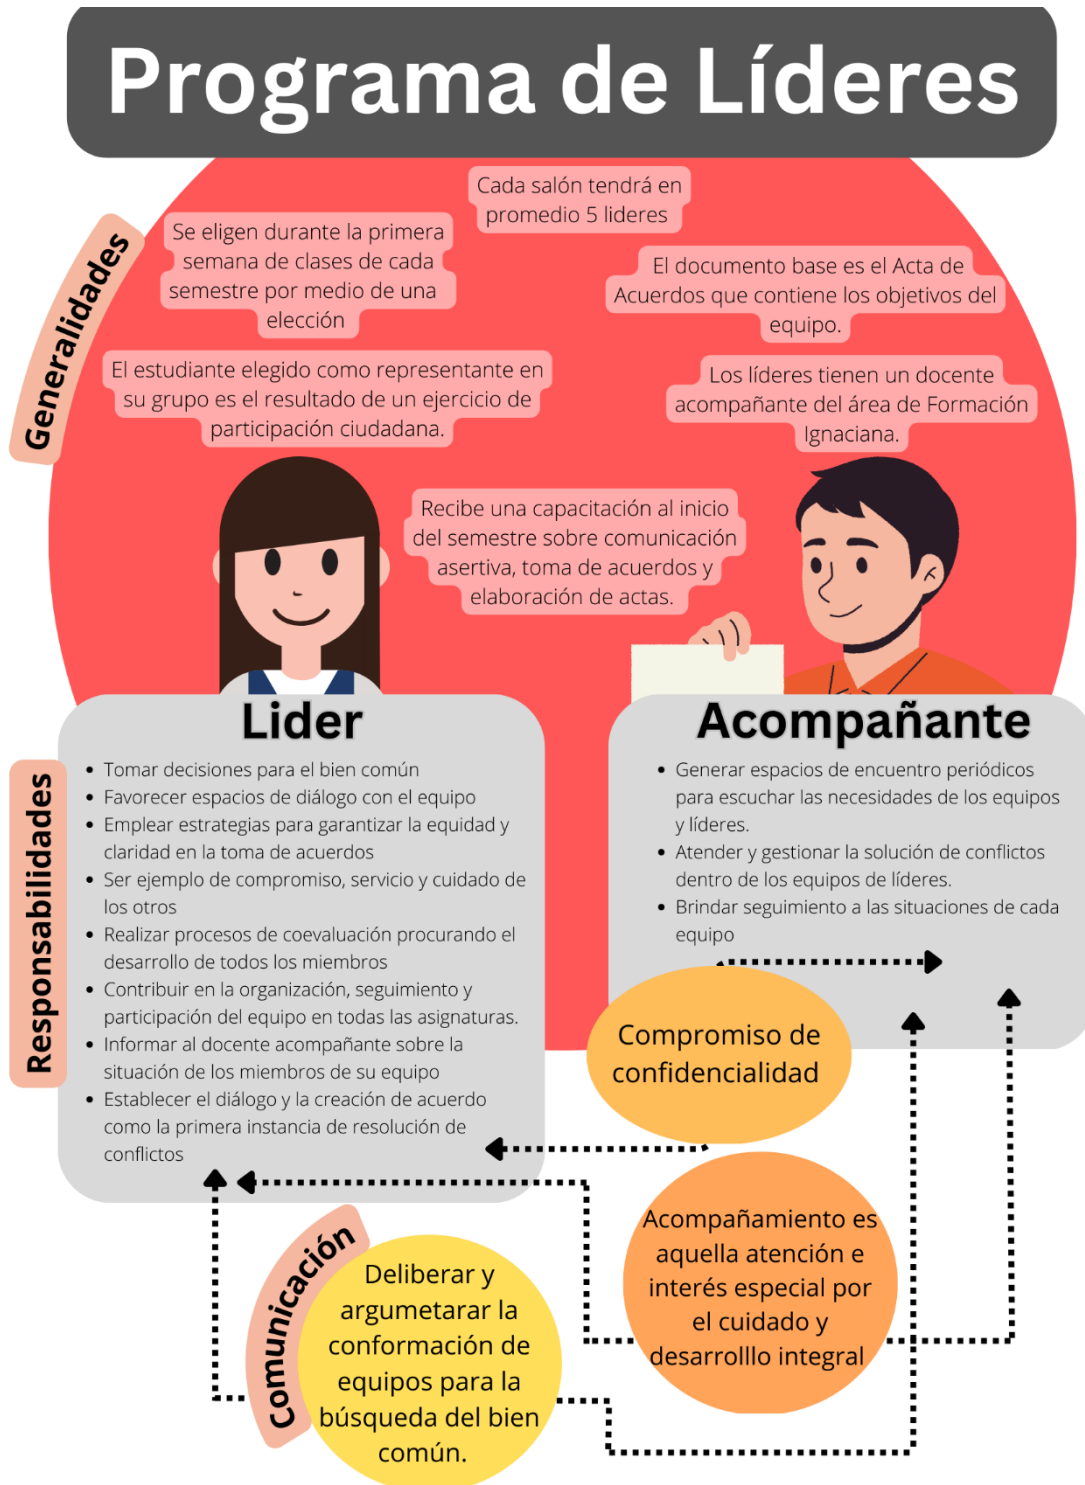 Programa de Líderes
Generalidades
Cada salón tendrá en
promedio 5 lideres
Se eligen durante la primera
semana de clases de cada
semestre por medio de una
elección
El documento base es el Acta de
Acuerdos que contiene los objetivos del
equipo.
El estudiante elegido como representante en
su grupo es el resultado de un ejercicio de
participación ciudadana.
Los líderes tienen un docente
acompañante del área de Formación
Ignaciana.
Recibe una capacitación al inicio
del semestre sobre comunicación
asertiva, toma de acuerdos y
elaboración de actas.
Responsabilidades
Lider
• Tomar decisiones para el bien común
• Favorecer espacios de diálogo con el equipo
• Emplear estrategias para garantizar la equidad y
claridad en la toma de acuerdos
• Ser ejemplo de compromiso, servicio y cuidado de
los otros
• Realizar procesos de coevaluación procurando el
desarrollo de todos los miembros
• Contribuir en la organización, seguimiento y
participación del equipo en todas las asignaturas.
• Informar al docente acompañante sobre la
situación de los miembros de su equipo
• Establecer el diálogo y la creación de acuerdo
como la primera instancia de resolución de
conflictos
Acompañante
• Generar espacios de encuentro periódicos
para escuchar las necesidades de los equipos
y líderes.
• Atender y gestionar la solución de conflictos
dentro de los equipos de líderes.
• Brindar seguimiento a las situaciones de cada
equipo
Compromiso de
confidencialidad
Acompañamiento es
aquella atención e
interés especial por
el cuidado y
desarrolllo integral
Comunicación
Deliberar y
argumetarar la
conformación de
equipos para la
búsqueda del bien
común.